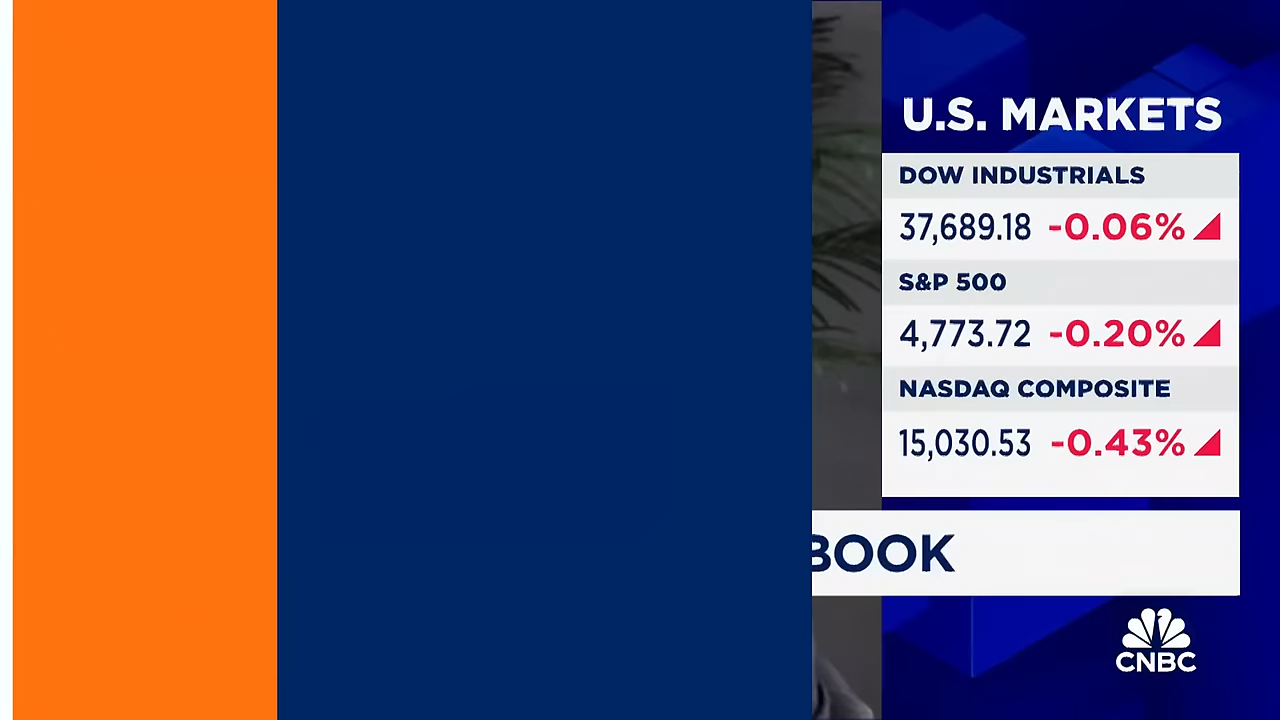 U.S. MARKETS
DOW INDUSTRIALS
37,689.18 -0.06%
S&P 500
4,773.72 -0.20%
NASDAQ COMPOSITE
15,030.53 -0.43%
BOOK
CNBC